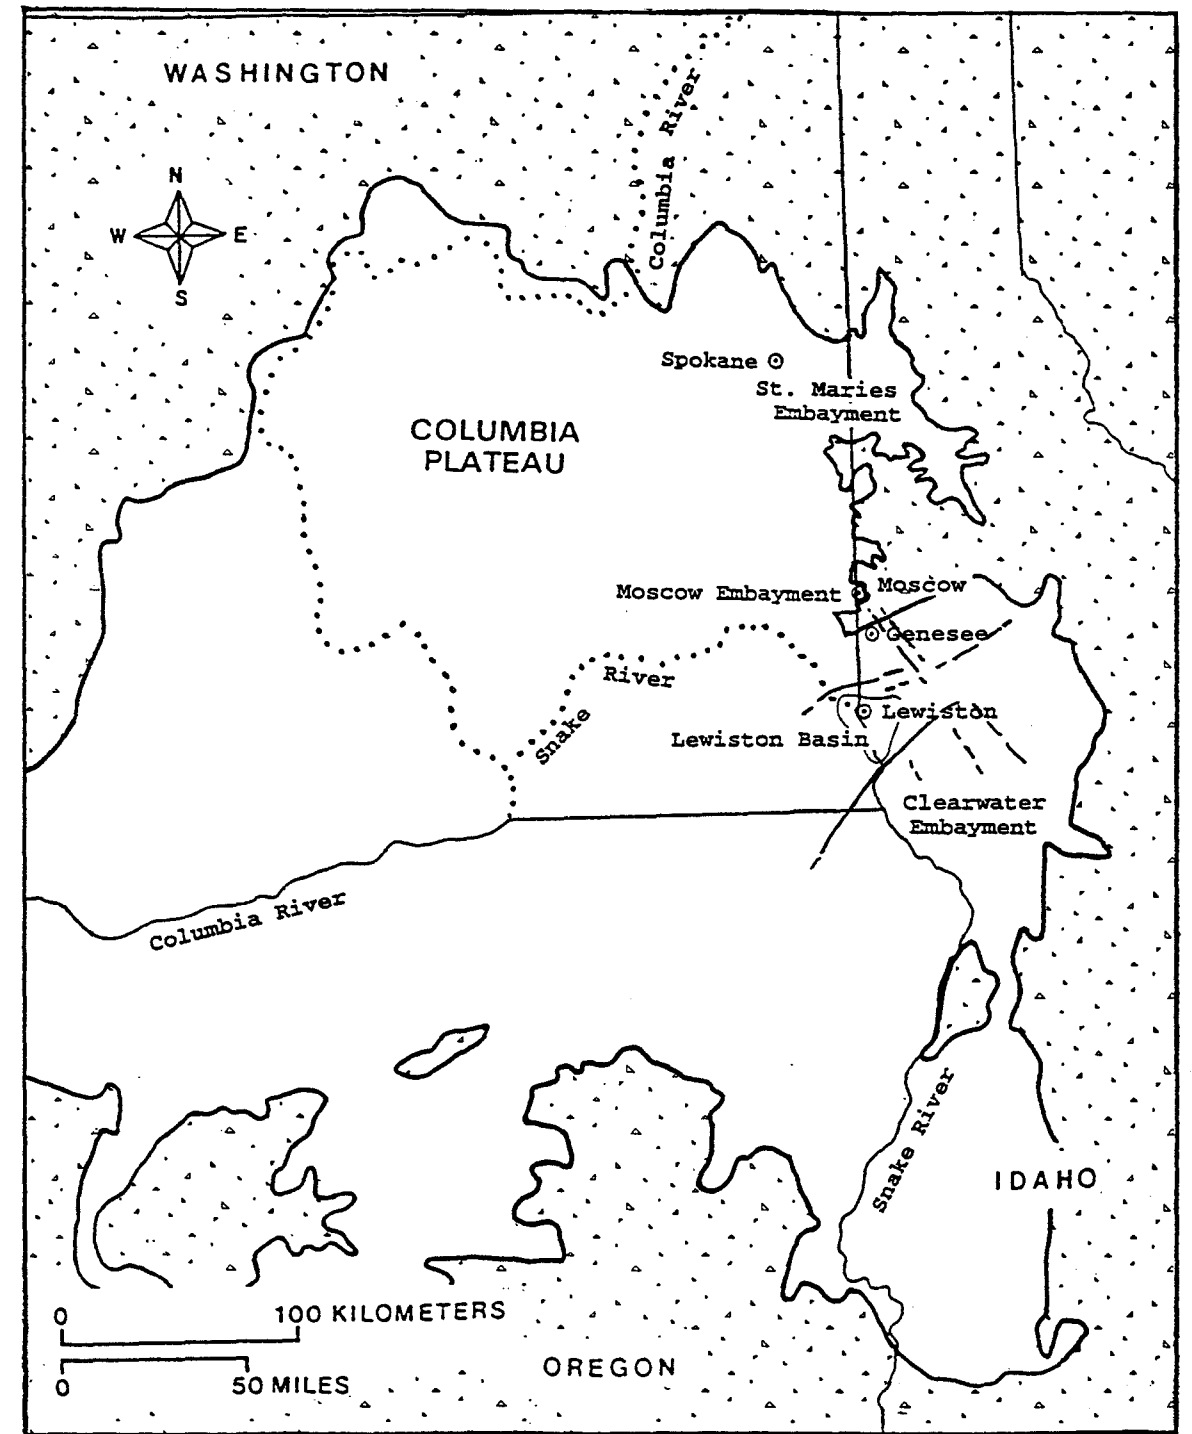 WASHINGTON
Columbia River
N
W E
S
Spokane
St. Maries
Embayment
COLUMBIA
PLATEAU
Moscow Embayment
Moscow
Genesee
River
Snake
Lewiston
Lewiston Basin
Clearwater
Embayment
Columbia River
Snake River
IDAHO
0 100 KILOMETERS
0 50 MILES
OREGON